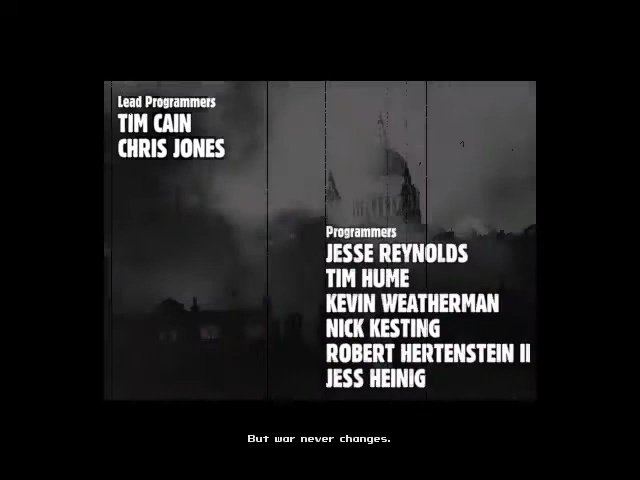 Lead Programmers
TIM CAIN
CHRIS JONES
Programmers
JESSE REYNOLDS
TIM HUME
KEVIN WEATHERMAN
NICK KESTING
ROBERT HERTENSTEIN II
JESS HEINIG
But war never changes.